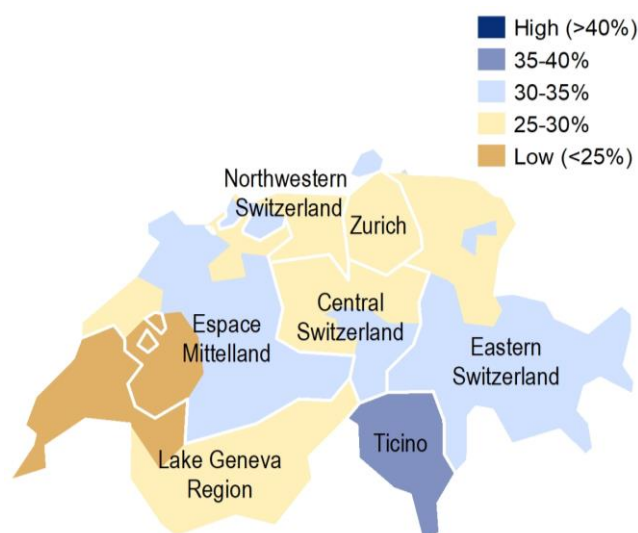 High (>40%)
35-40%
30-35%
25-30%
Low (<25%)
Northwestern
Switzerland
Zurich
Central
Switzerland
Espace
Mittelland
Eastern
Switzerland
Ticino
Lake Geneva
Region